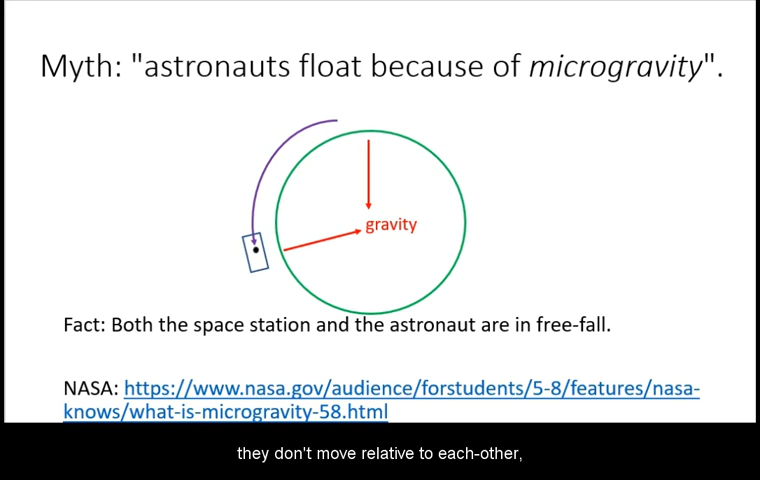 Myth: "astronauts float because of microgravity".
gravity
Fact: Both the space station and the astronaut are in free-fall.
NASA: https://www.nasa.gov/audience/forstudents/5-8/features/nasa-
knows/what-is-microgravity-58.html
they don't move relative to each-other,